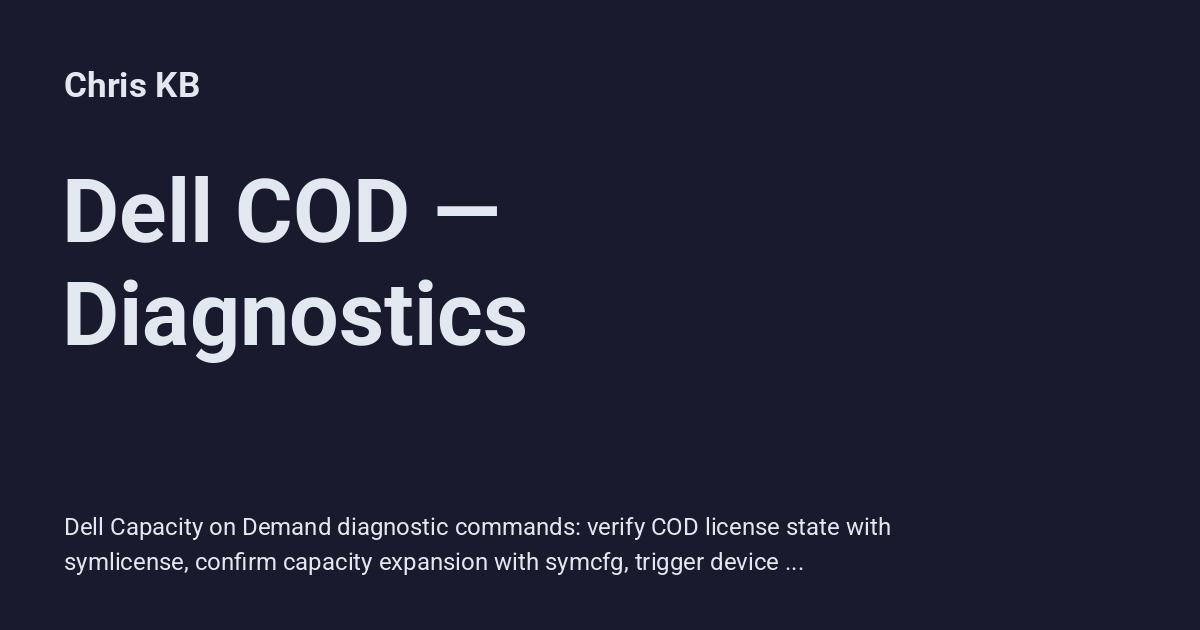 Chris KB
Dell COD —
Diagnostics
Dell Capacity on Demand diagnostic commands: verify COD license state with
symlicense, confirm capacity expansion with symcfg, trigger device ...